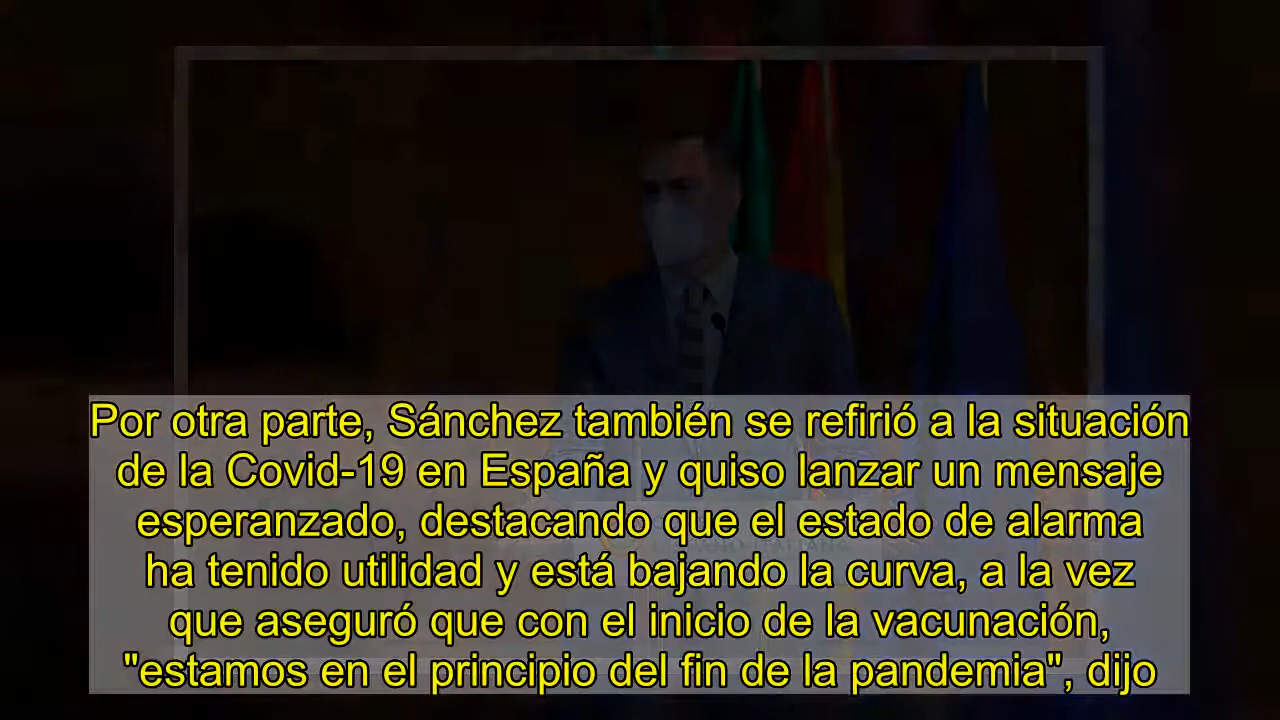 Por otra parte, Sánchez también se refirió a la situación
de la Covid-19 en España y quiso lanzar un mensaje
esperanzado, destacando que el estado de alarma
ha tenido utilidad y está bajando la curva, a la vez
que aseguró que con el inicio de la vacunación,
"estamos en el principio del fin de la pandemia", dijo